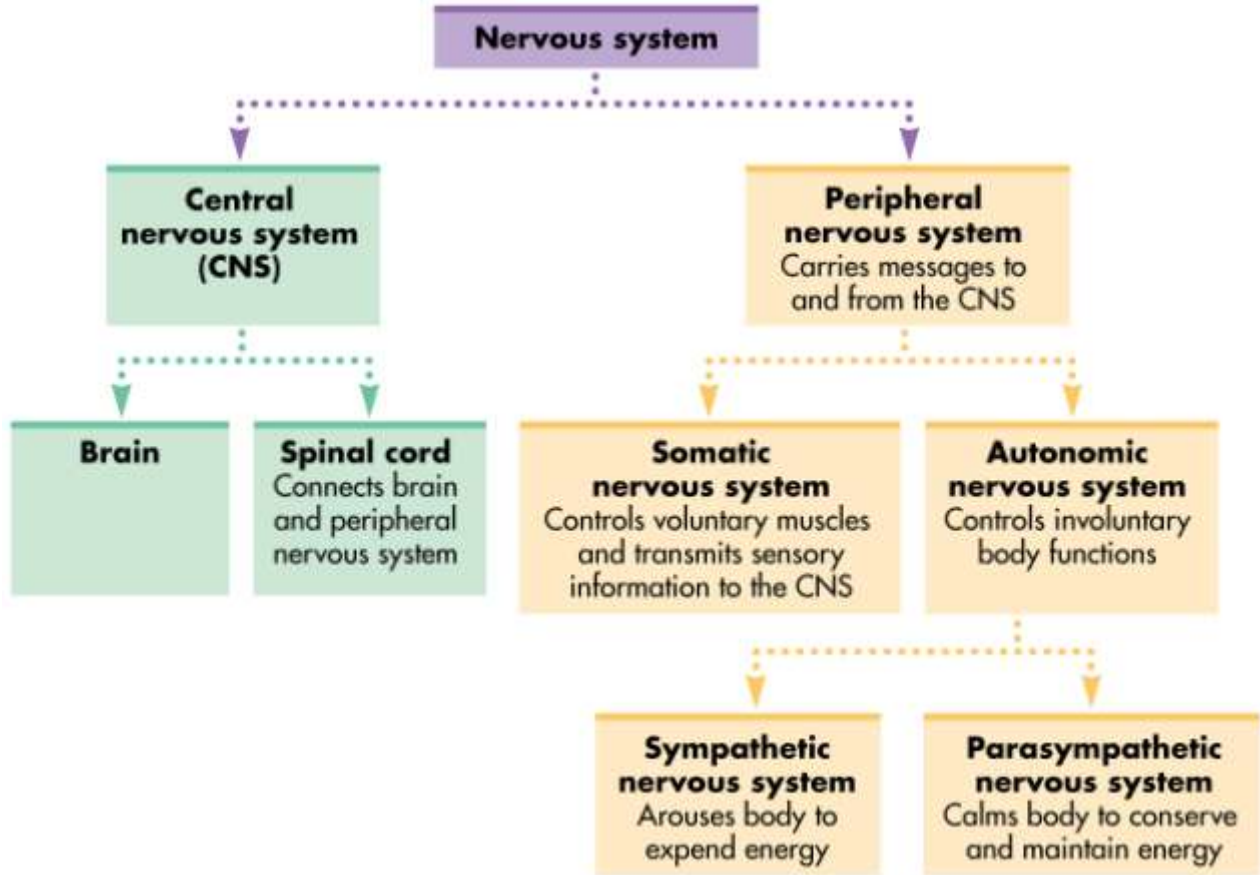 Nervous system
Central
nervous system
(CNS)
Peripheral
nervous system
Carries messages to
and from the CNS
Brain
Spinal cord
Connects brain
and peripheral
nervous system
Somatic
nervous system
Controls voluntary muscles
and transmits sensory
information to the CNS
Autonomic
nervous system
Controls involuntary
body functions
Sympathetic
nervous system
Arouses body to
expend energy
Parasympathetic
nervous system
Calms body to conserve
and maintain energy